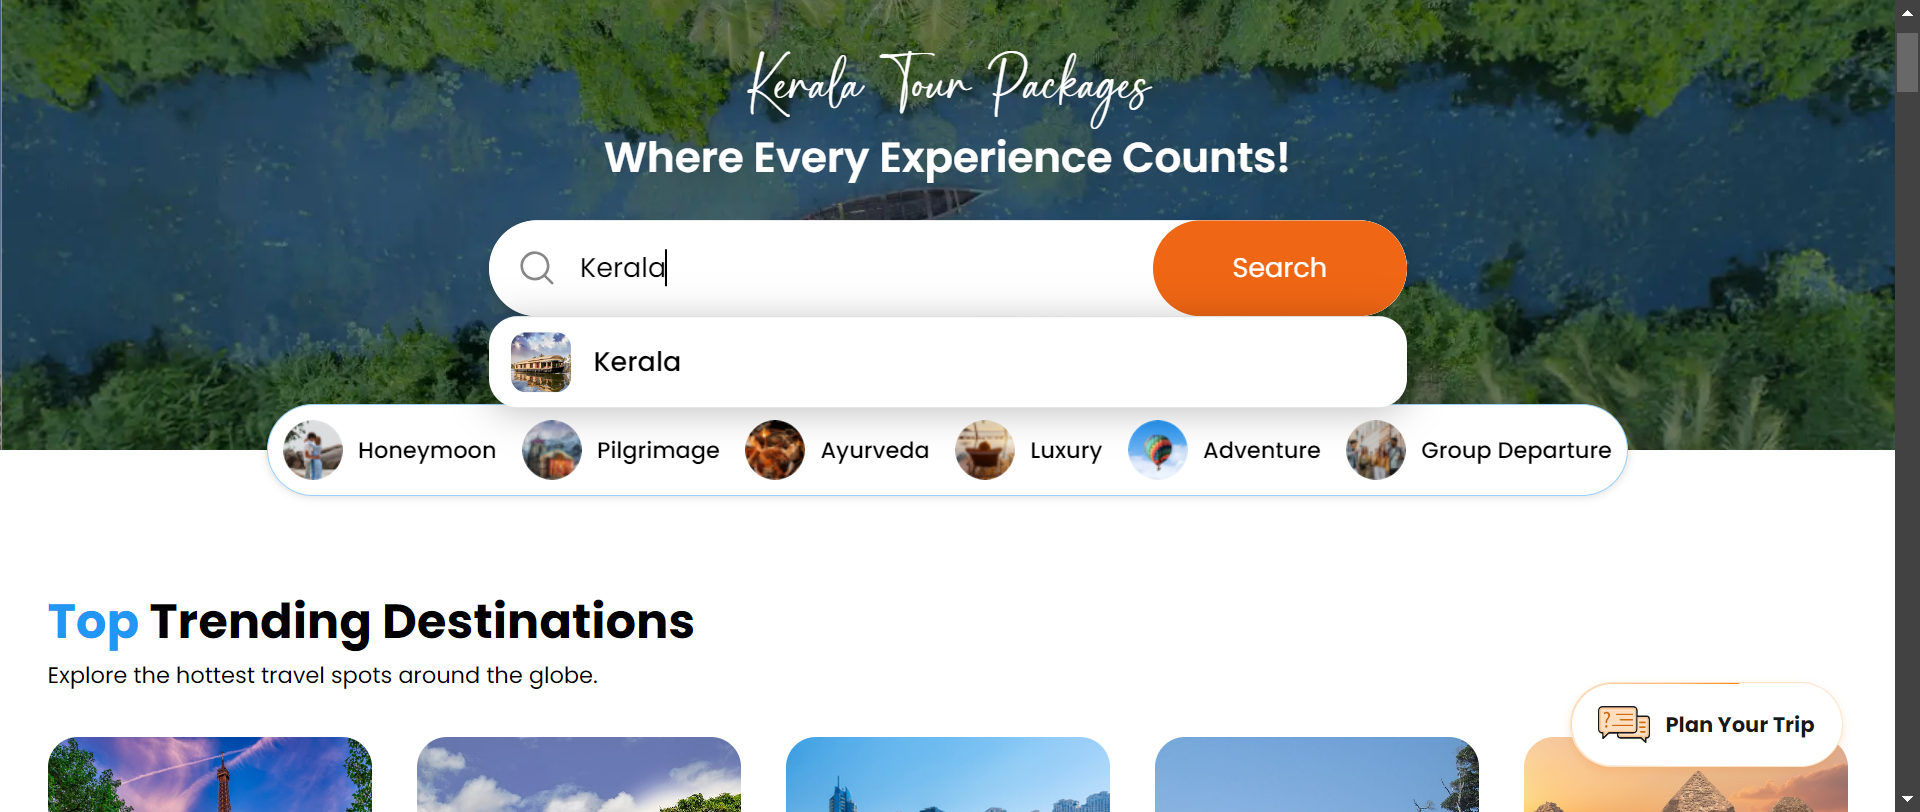 Kerala Tour Packages
Where Every Experience Counts!
Kerala
Search
Kerala
Honeymoon Pilgrimage Ayurveda Luxury Adventure Group Departure
Top Trending Destinations
Explore the hottest travel spots around the globe.
Plan Your Trip